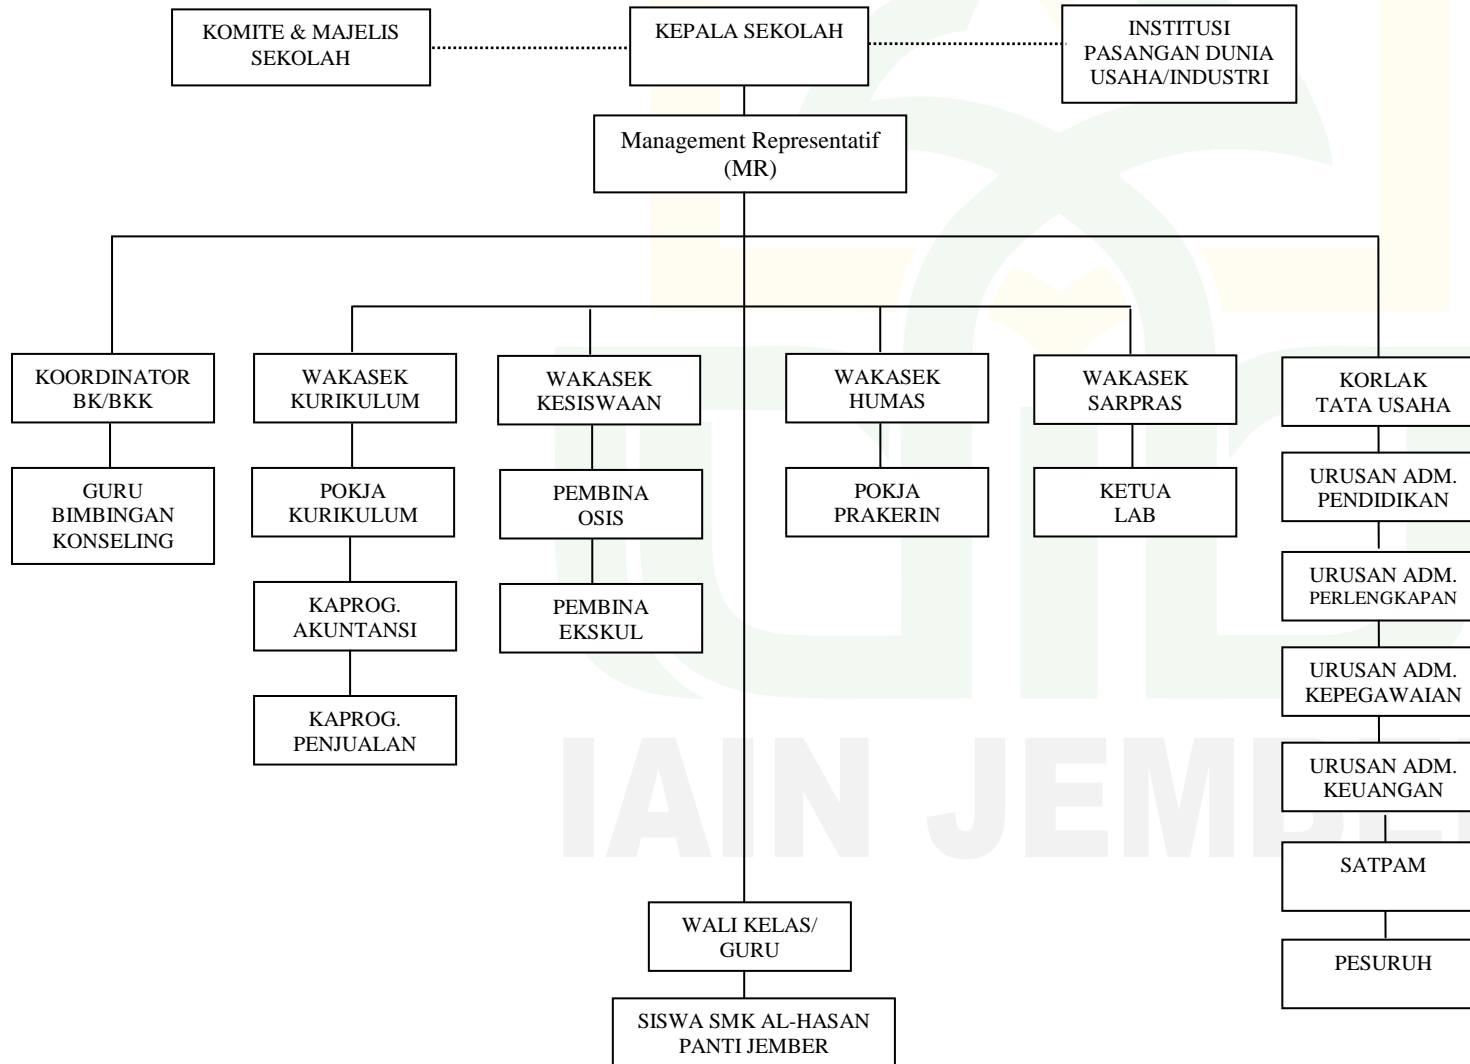 KOMITE & MAJELIS
SEKOLAH
KEPALA SEKOLAH
INSTITUSI
PASANGAN DUNIA
USAHA/INDUSTRI
Management Representatif
(MR)
KOORDINATOR
BK/BKK
WAKASEK
KURIKULUM
WAKASEK
KESISWAAN
WAKASEK
HUMAS
WAKASEK
SARPRAS
KORLAK
TATA USAHA
GURU
BIMBINGAN
KONSELING
POKJA
KURIKULUM
PEMBINA
OSIS
POKJA
PRAKERIN
KETUA
LAB
URUSAN ADM.
PENDIDIKAN
KAPROG.
AKUNTANSI
PEMBINA
EKSKUL
URUSAN ADM.
PERLENGKAPAN
KAPROG.
PENJUALAN
URUSAN ADM.
KEPEGAWAIAN
URUSAN ADM.
KEUANGAN
SATPAM
PESURUH
WALI KELAS/
GURU
SISWA SMK AL-HASAN
PANTI JEMBER
IAIN JEMBE